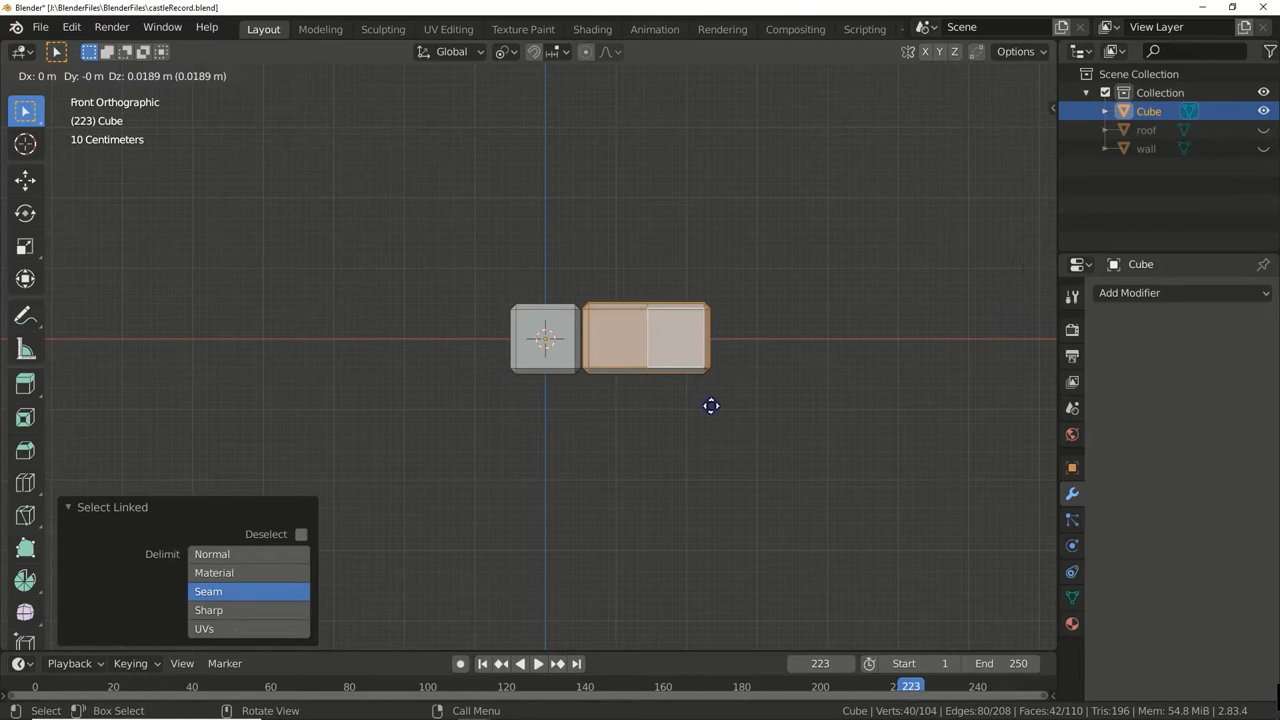 Blender* [J:\BlenderFiles\castleRecord.blend]
File Edit Render Window Help Layout Modeling Sculpting UV Editing Texture Paint Shading Animation Rendering Compositing Scripting Scene View Layer
Global X Y Z Options
Dx: 0 m Dy: -0 m Dz: 0.0189 m (0.0189 m)
Scene Collection
Front Orthographic
Collection
(223) Cube
Cube
10 Centimeters
roof
wall
Cube
Add Modifier
Select Linked
Deselect
Delimit Normal
Material
Seam
Sharp
UVs
Playback Keying View Marker 223 Start 1 End 250
0 20 40 60 80 100 120 140 160 180 200 223 240
Select Box Select Rotate View Call Menu Cube | Verts:40/104 | Edges:80/208 | Faces:42/110 | Tris:196 | Mem: 54.8 MiB | 2.83.4